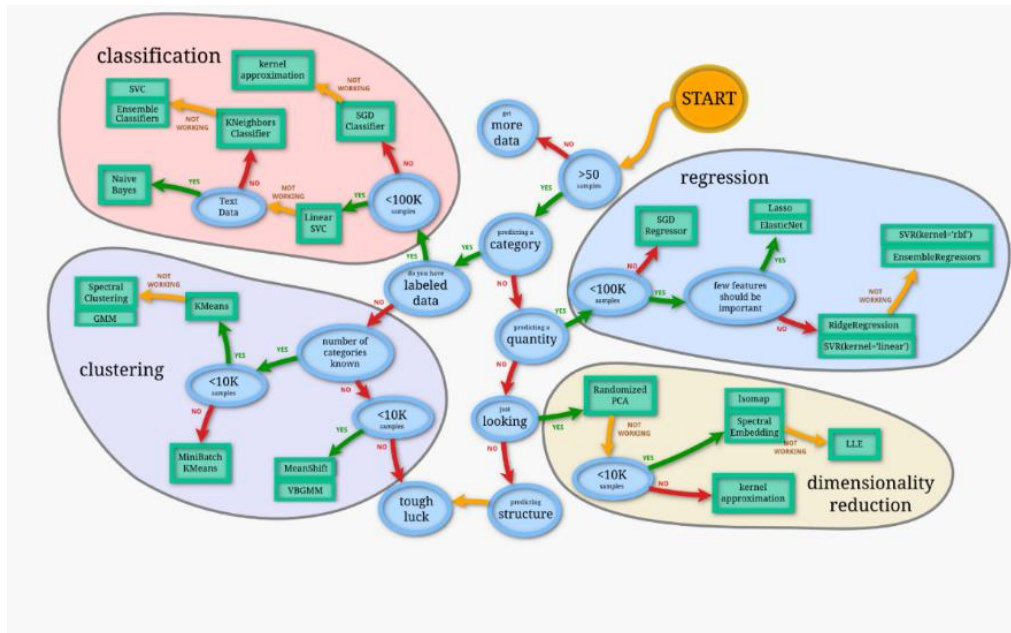 classification
kernel
approximation
NOT
WORKING
SVC
Ensemble
Classifiers
NOT
WORKING
KNeighbors
Classifier
SGD
Classifier
NO
Naive
Bayes
YES
Text
Data
NO
NOT
WORKING
Linear
SVC
YES
<100K
samples
START
get
more
data
NO
>50
samples
YES
predicting a
category
YES
NO
Do you have
labeled
data
YES
NO
regression
SGD
Regressor
NO
Lasso
ElasticNet
YES
SVR(kernel='rbf')
EnsembleRegressors
NOT
WORKING
<100K
samples
YES
few features
should be
important
NO
RidgeRegression
SVR(kernel='linear')
predicting a
quantity
YES
NO
clustering
Spectral
Clustering
GMM
NOT
WORKING
KMeans
YES
<10K
samples
NO
MiniBatch
KMeans
YES
number of
categories
known
NO
<10K
samples
YES
NO
MeanShift
VBGMM
tough
luck
just
looking
YES
NO
predicting
structure
Randomized
PCA
NOT
WORKING
<10K
samples
YES
NO
Isomap
Spectral
Embedding
NOT
WORKING
LLE
kernel
approximation
dimensionality
reduction